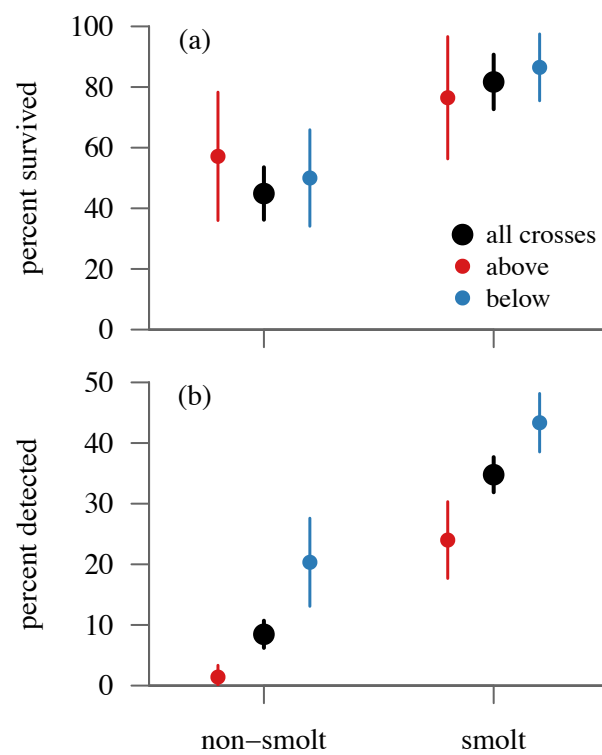 (a)
percent survived
100
80
60
40
20
0
all crosses
above
below
(b)
percent detected
50
40
30
20
10
0
non–smolt
smolt